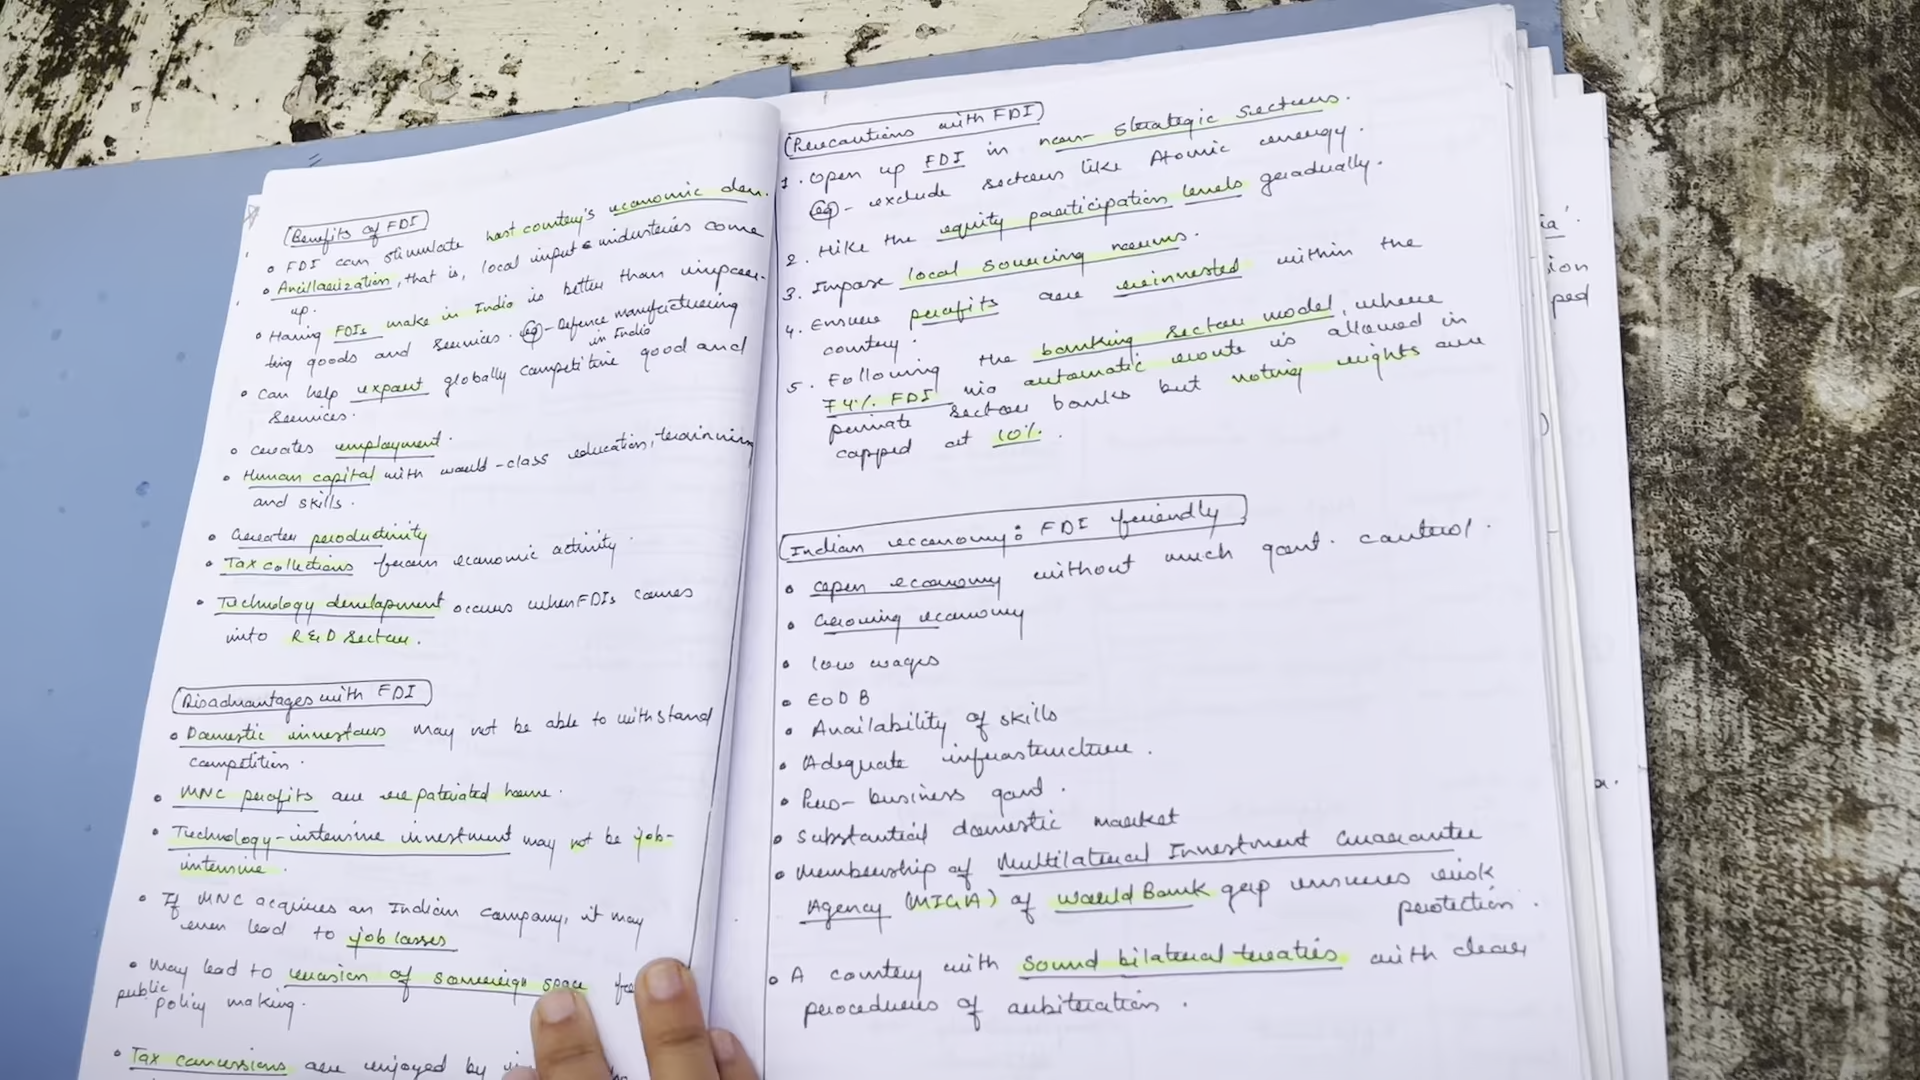 Benefits of FDI
• FDI can stimulate host country's economic dev.
• Ancillarization, that is, local input industries come
up.
• Having FDIs make in India is better than impor-
ting goods and services. eg - Defence manufacturing
in India
• can help export globally competitive good and
services.
• creates employment.
• Human capital with world-class education, training
and skills.
• Greater productivity
• Tax collections from economic activity.
• Technology development occurs when FDIs comes
into R&D Sector.
Disadvantages with FDI
• Domestic investors may not be able to withstand
competition.
• MNC profits are repatriated home.
• Technology-intensive investment may not be job-
intensive.
• If MNC acquires an Indian company, it may
even lead to job losses
• may lead to erosion of sovereign space
public policy making.
• Tax concessions are enjoyed by
Precautions with FDI
1. Open up FDI in non-strategic sectors.
eg - exclude sectors like Atomic energy.
2. Hike the equity participation levels gradually.
3. Impose local sourcing norms.
4. Ensure profits are reinvested within the
country.
5. Following the banking sector model, where
74% FDI via automatic route is allowed in
private sector banks but voting rights are
capped at 10%.
Indian economy: FDI friendly
• open economy without much govt. control.
• Growing economy
• low wages
• EoDB
• Availability of skills
• Adequate infrastructure.
• Pro-business govt.
• Substantial domestic market
• Membership of Multilateral Investment Guarantee
Agency (MIGA) of World Bank grp ensures risk
protection.
• A country with sound bilateral treaties with clear
procedures of arbitration.